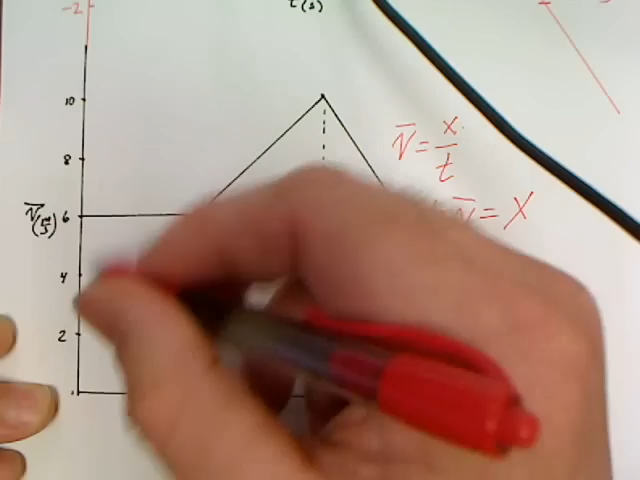 -2
t(s)
10
8
v̅ = x/t
v̅ (m/s) 6
t v̅ = x
4
2